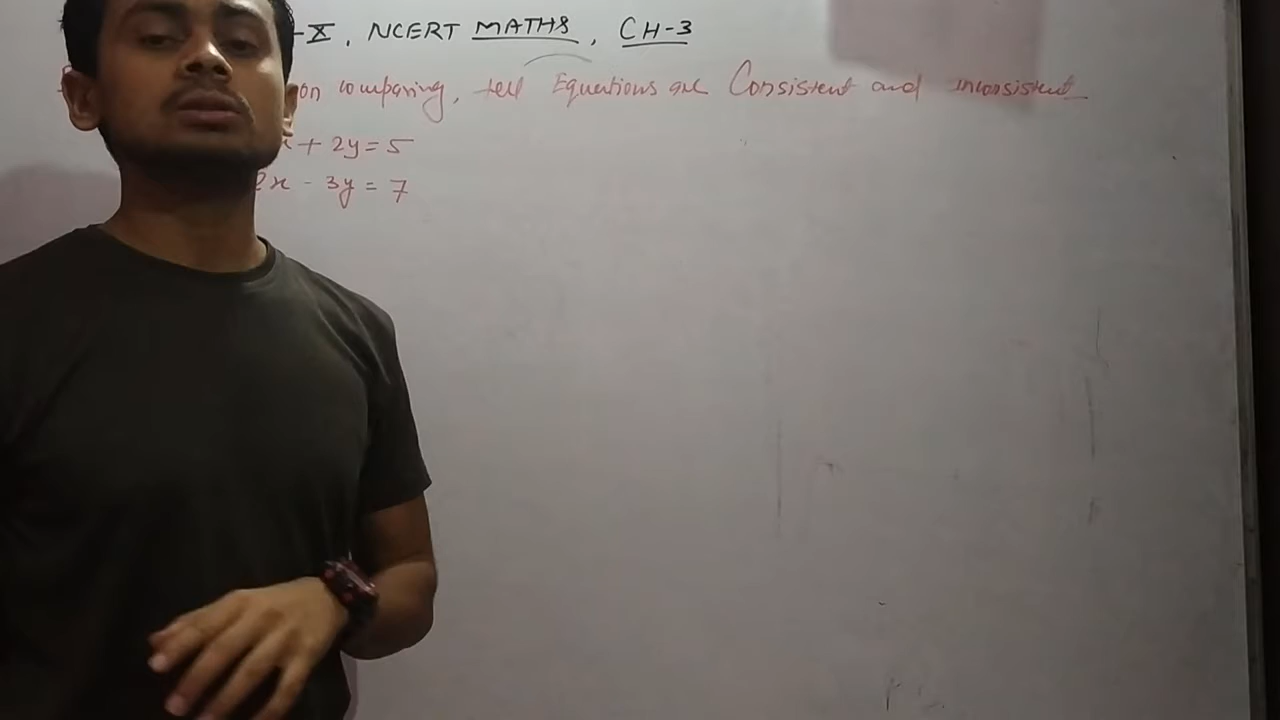 -X, NCERT MATHS, CH-3
on comparing, tell Equations are Consistent and inconsistent
x + 2y = 5
2x - 3y = 7